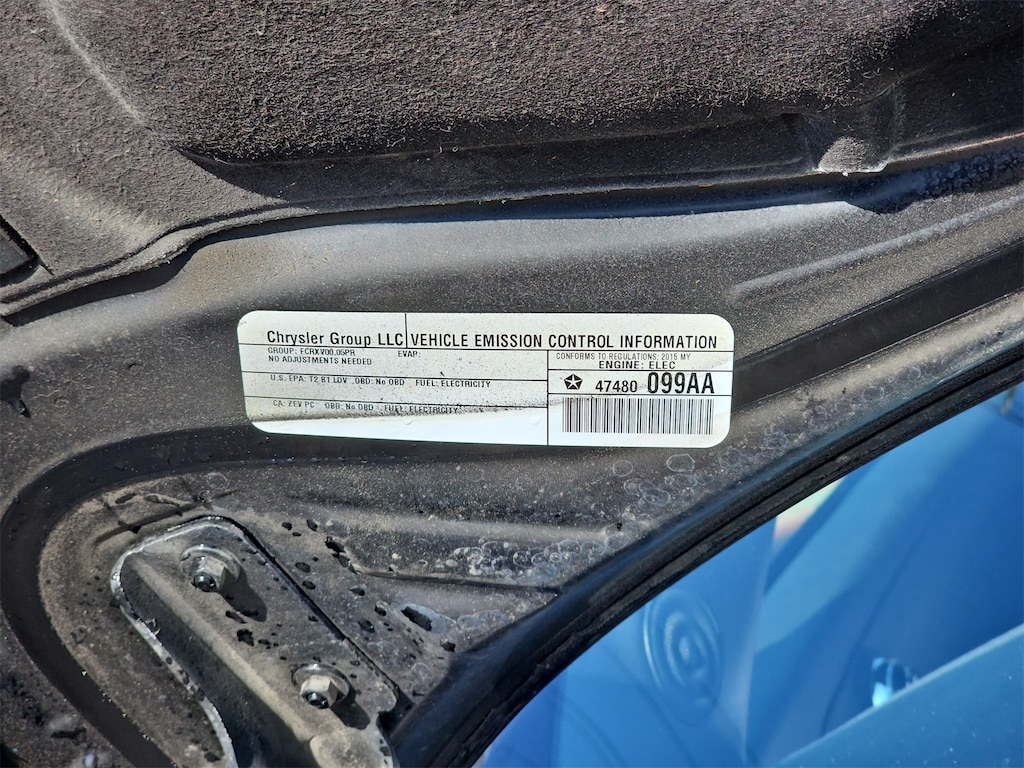 Chrysler Group LLC VEHICLE EMISSION CONTROL INFORMATION
GROUP: FCRXV00.05PR EVAP:
NO ADJUSTMENTS NEEDED
CONFORMS TO REGULATIONS: 2015 MY
ENGINE: ELEC
U.S. EPA: T2 B1 LDV OBD: No OBD FUEL: ELECTRICITY
47480 099AA
CA: ZEV PC OBD: No OBD FUEL: ELECTRICITY